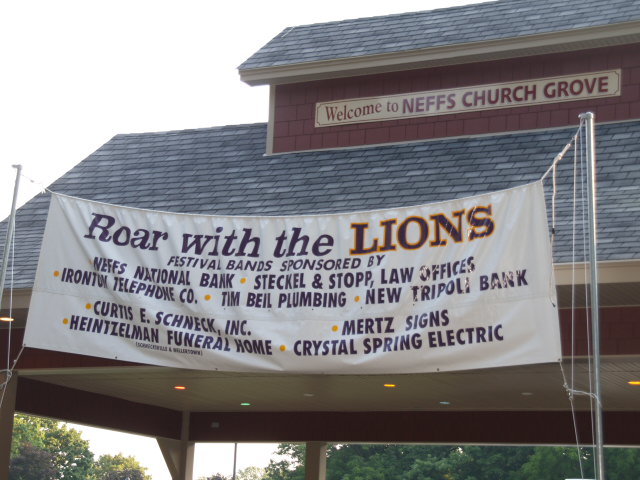 Welcome to NEFFS CHURCH GROVE
Roar with the LIONS
FESTIVAL BANDS SPONSORED BY
NEFFS NATIONAL BANK • STECKEL & STOPP, LAW OFFICES
• IRONTON TELEPHONE CO. • TIM BEIL PLUMBING • NEW TRIPOLI BANK
• CURTIS E. SCHNECK, INC. • MERTZ SIGNS
• HEINTZELMAN FUNERAL HOME • CRYSTAL SPRING ELECTRIC
(SCHNECKSVILLE & HELLERTOWN)